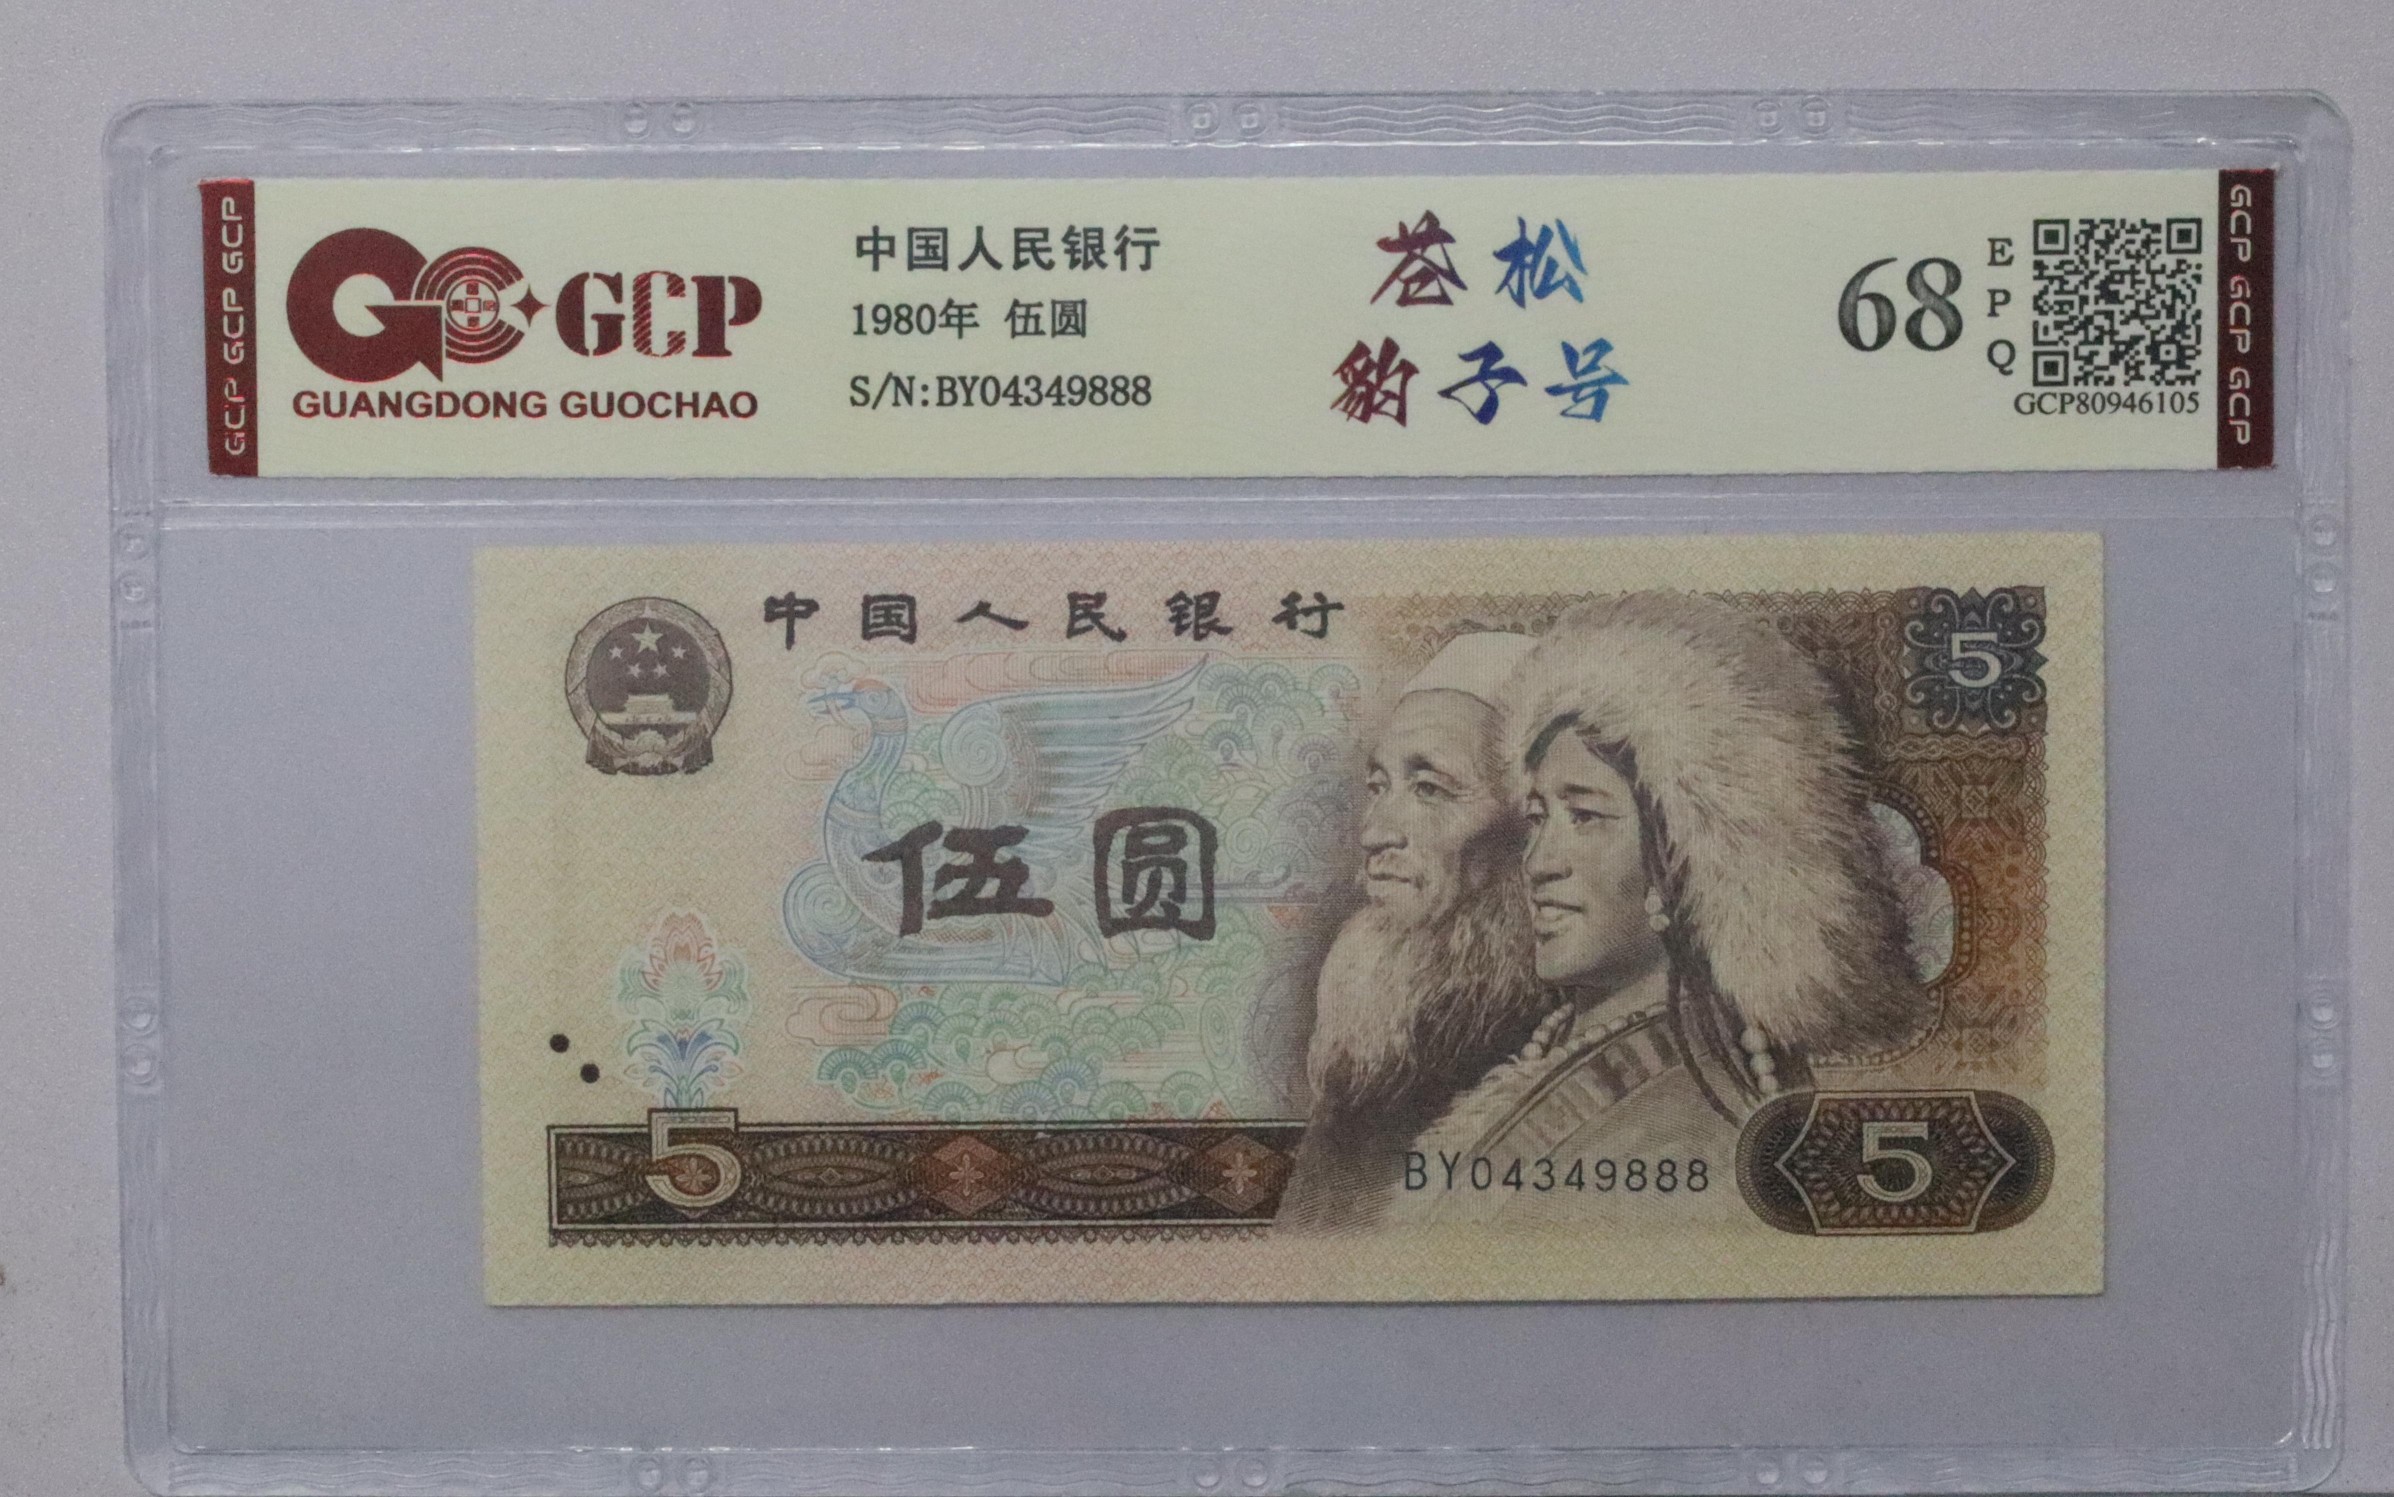 GCP GCP GCP
GCP
GUANGDONG GUOCHAO
中国人民银行
1980年 伍圆
S/N:BY04349888
苍松
豹子号
68
EPQ
GCP80946105
GCP GCP GCP
中国人民银行
5
伍圆
5
BY04349888
5